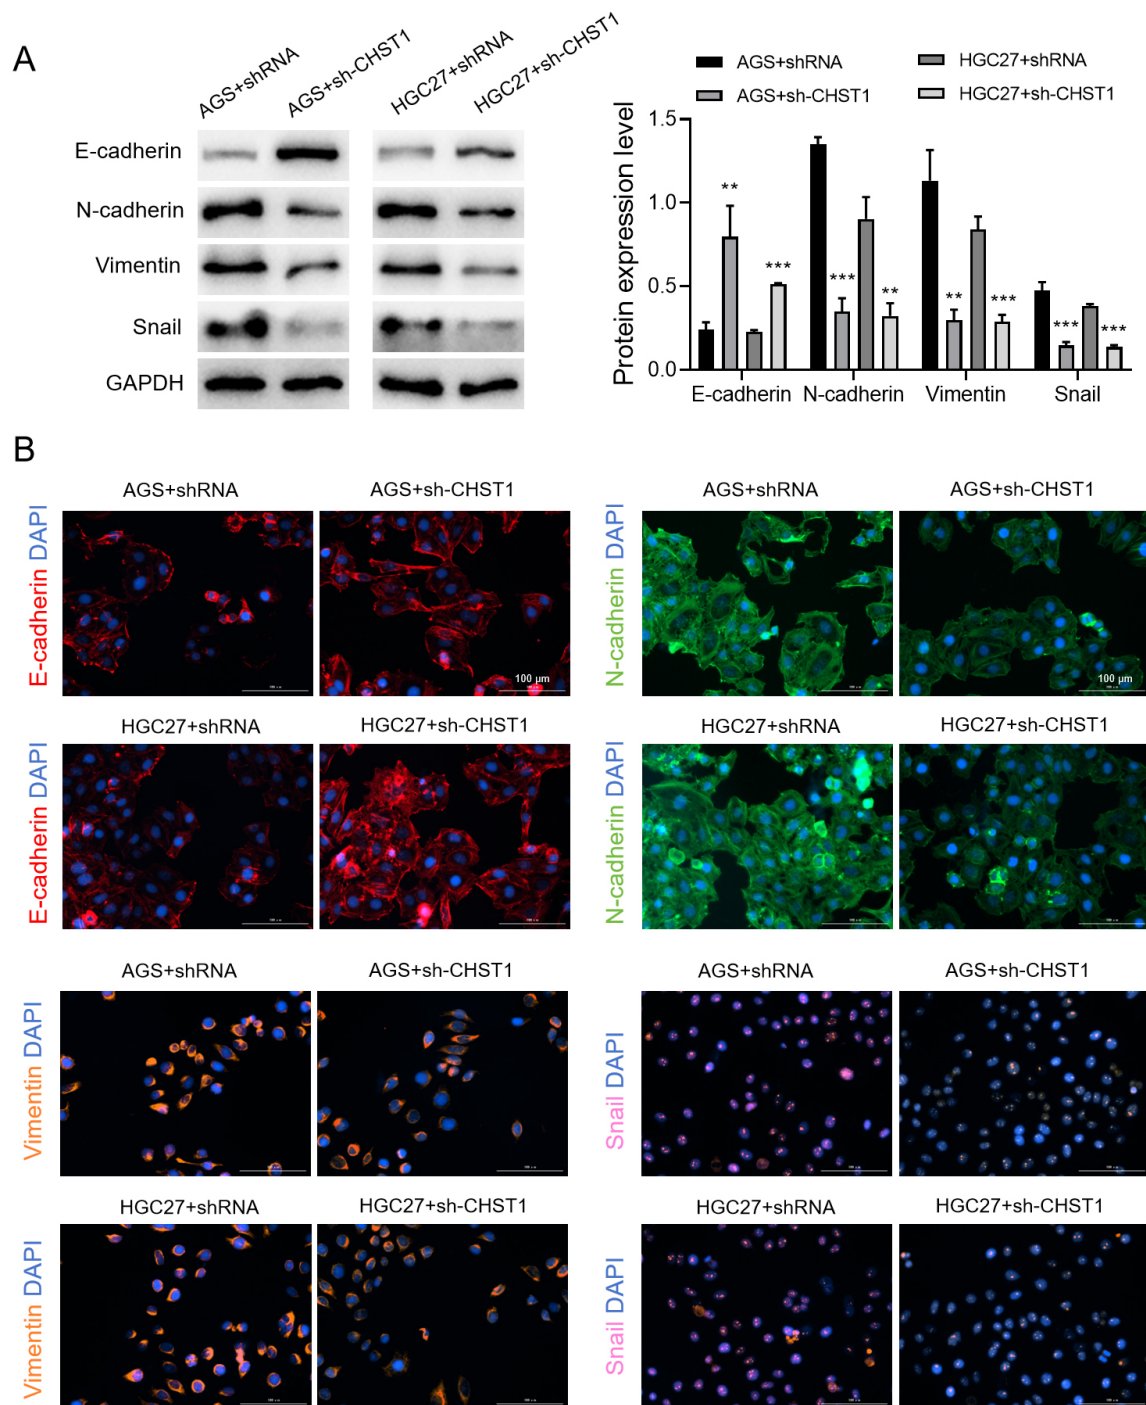 A
AGS+shRNA
AGS+sh-CHST1
HGC27+shRNA
HGC27+sh-CHST1
E-cadherin
N-cadherin
Vimentin
Snail
GAPDH
AGS+shRNA
HGC27+shRNA
AGS+sh-CHST1
HGC27+sh-CHST1
Protein expression level
1.5
1.0
0.5
0.0
**
***
***
**
**
***
***
***
E-cadherin N-cadherin Vimentin Snail
B
AGS+shRNA AGS+sh-CHST1 AGS+shRNA AGS+sh-CHST1
E-cadherin DAPI
100 μm
N-cadherin DAPI
100 μm
HGC27+shRNA HGC27+sh-CHST1 HGC27+shRNA HGC27+sh-CHST1
E-cadherin DAPI
N-cadherin DAPI
AGS+shRNA AGS+sh-CHST1 AGS+shRNA AGS+sh-CHST1
Vimentin DAPI
Snail DAPI
HGC27+shRNA HGC27+sh-CHST1 HGC27+shRNA HGC27+sh-CHST1
Vimentin DAPI
Snail DAPI